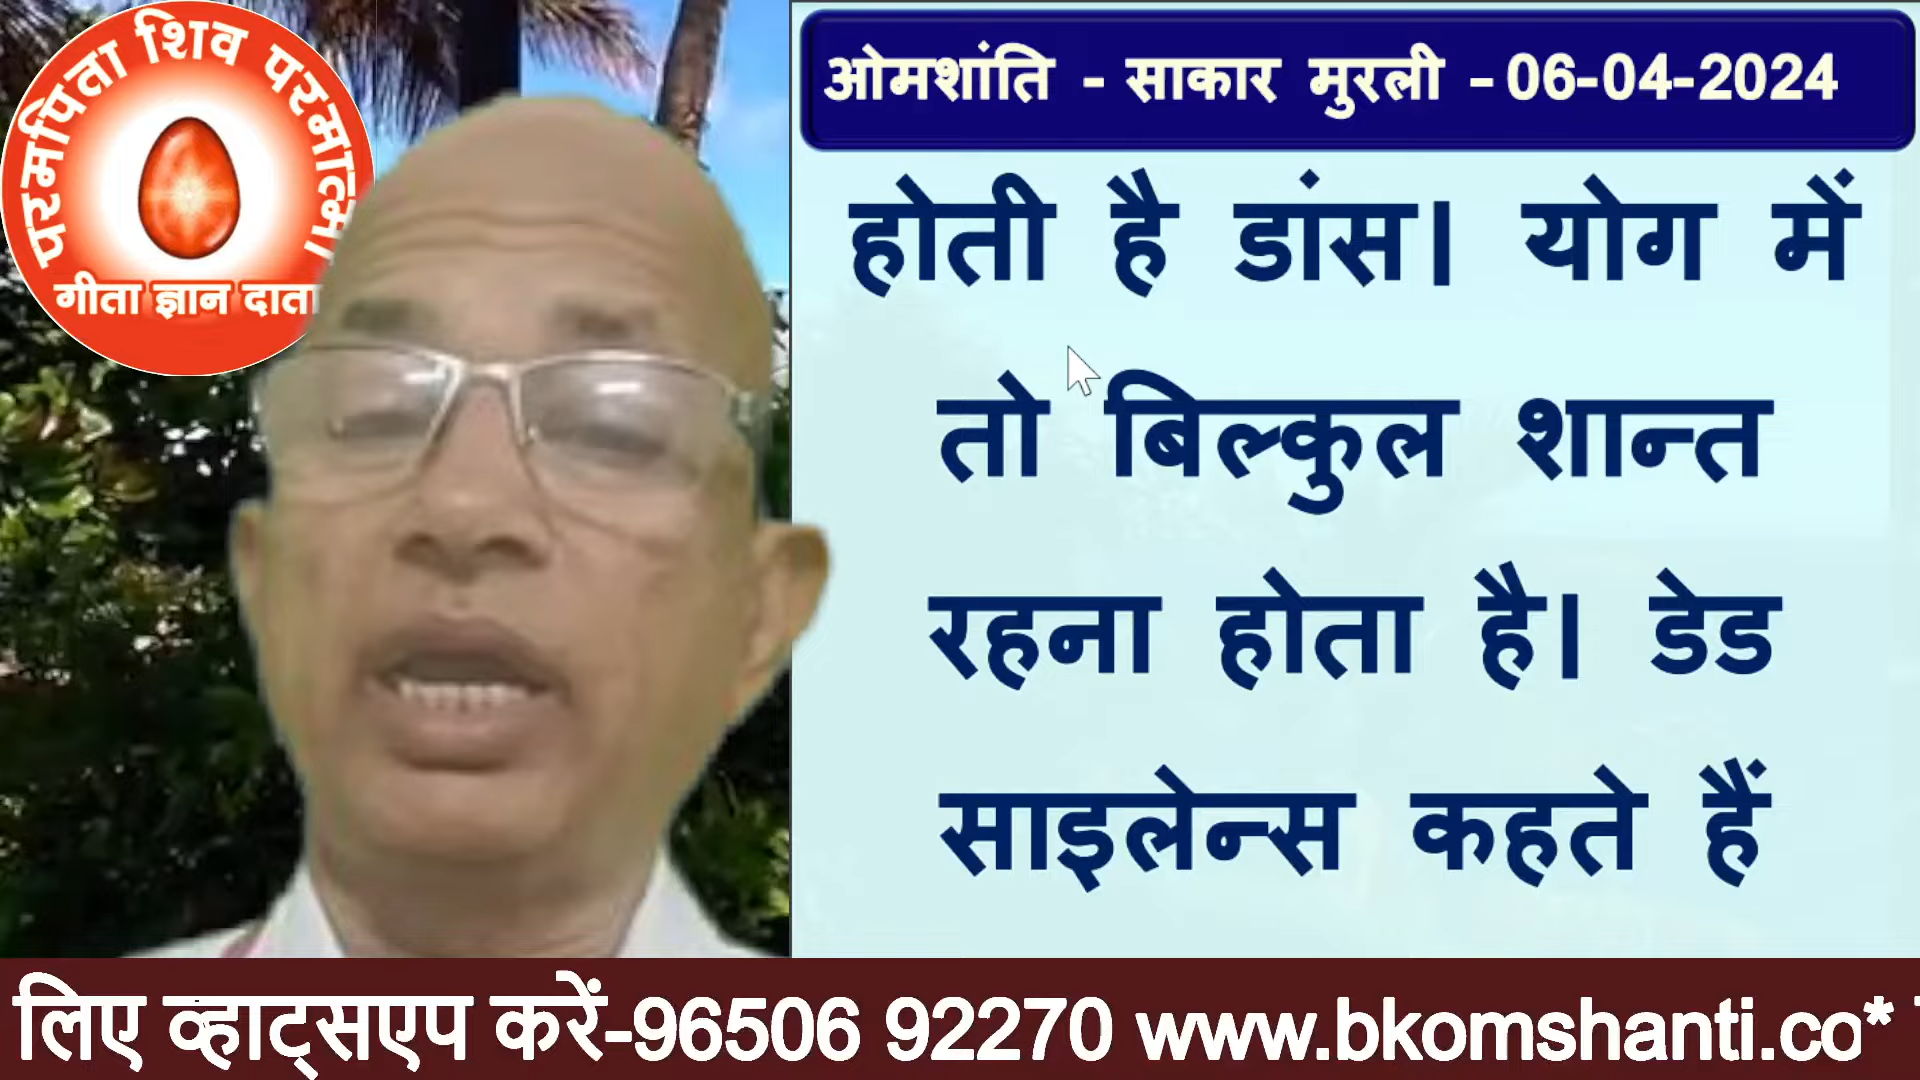 परमपिता शिव परमात्मा
गीता ज्ञान दाता
ओमशांति - साकार मुरली - 06-04-2024
होती है डांस। योग में
तो बिल्कुल शान्त
रहना होता है। डेड
साइलेन्स कहते हैं
लिए व्हाट्सएप करें-96506 92270 www.bkomshanti.co*